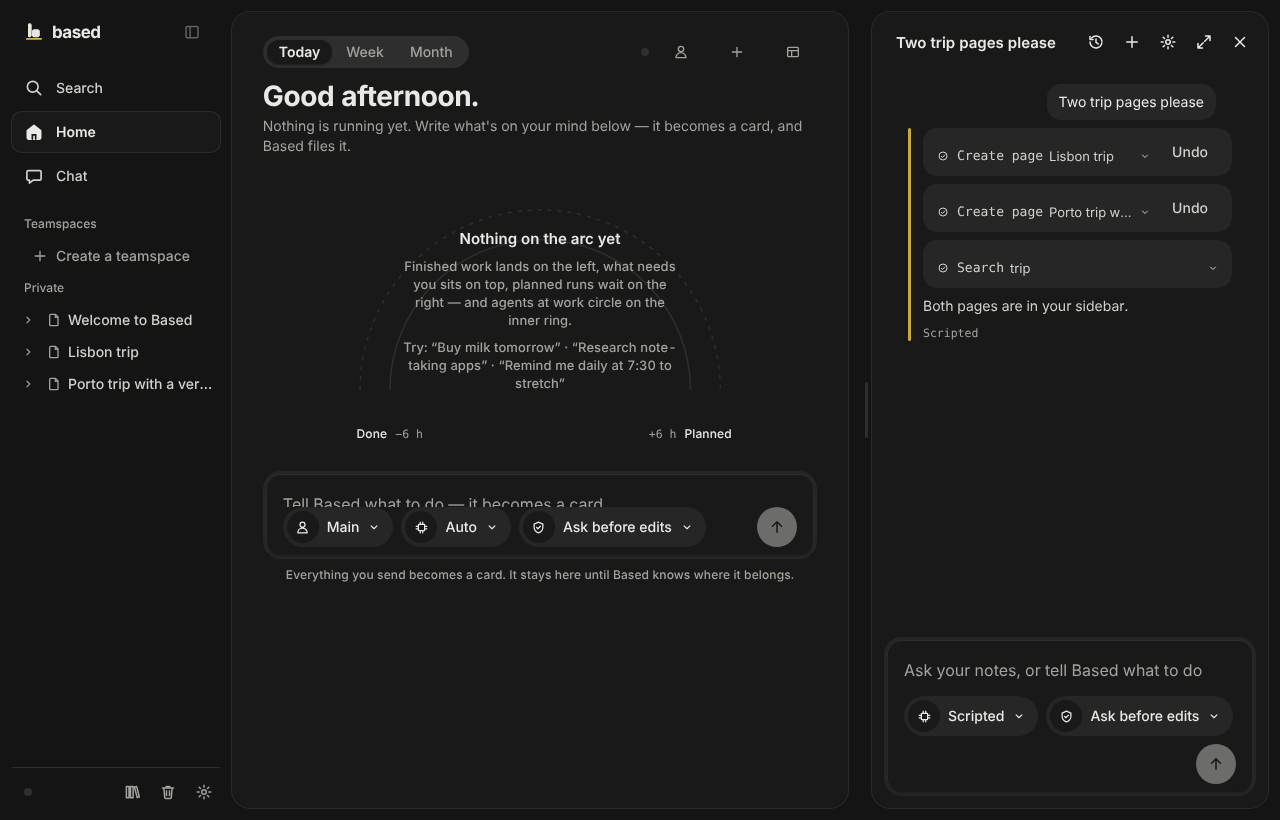 based
Search
Home
Chat
Teamspaces
Create a teamspace
Private
Welcome to Based
Lisbon trip
Porto trip with a ver...
Today Week Month
Good afternoon.
Nothing is running yet. Write what's on your mind below — it becomes a card, and
Based files it.
Nothing on the arc yet
Finished work lands on the left, what needs
you sits on top, planned runs wait on the
right — and agents at work circle on the
inner ring.
Try: “Buy milk tomorrow” · “Research note-
taking apps” · “Remind me daily at 7:30 to
stretch”
Done −6 h
+6 h Planned
Tell Based what to do — it becomes a card
Main
Auto
Ask before edits
Everything you send becomes a card. It stays here until Based knows where it belongs.
Two trip pages please
Two trip pages please
Create page Lisbon trip
Undo
Create page Porto trip w...
Undo
Search trip
Both pages are in your sidebar.
Scripted
Ask your notes, or tell Based what to do
Scripted
Ask before edits